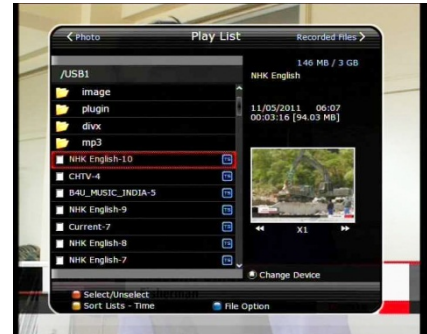 Photo
Play List
Recorded Files
146 MB / 3 GB
/USB1
NHK English
image
plugin
11/05/2011 06:07
00:03:16 [94.03 MB]
divx
mp3
NHK English-10
CHTV-4
B4U_MUSIC_INDIA-5
NHK English-9
Current-7
X1
NHK English-8
NHK English-7
Change Device
Select/Unselect
Sort Lists - Time
File Option